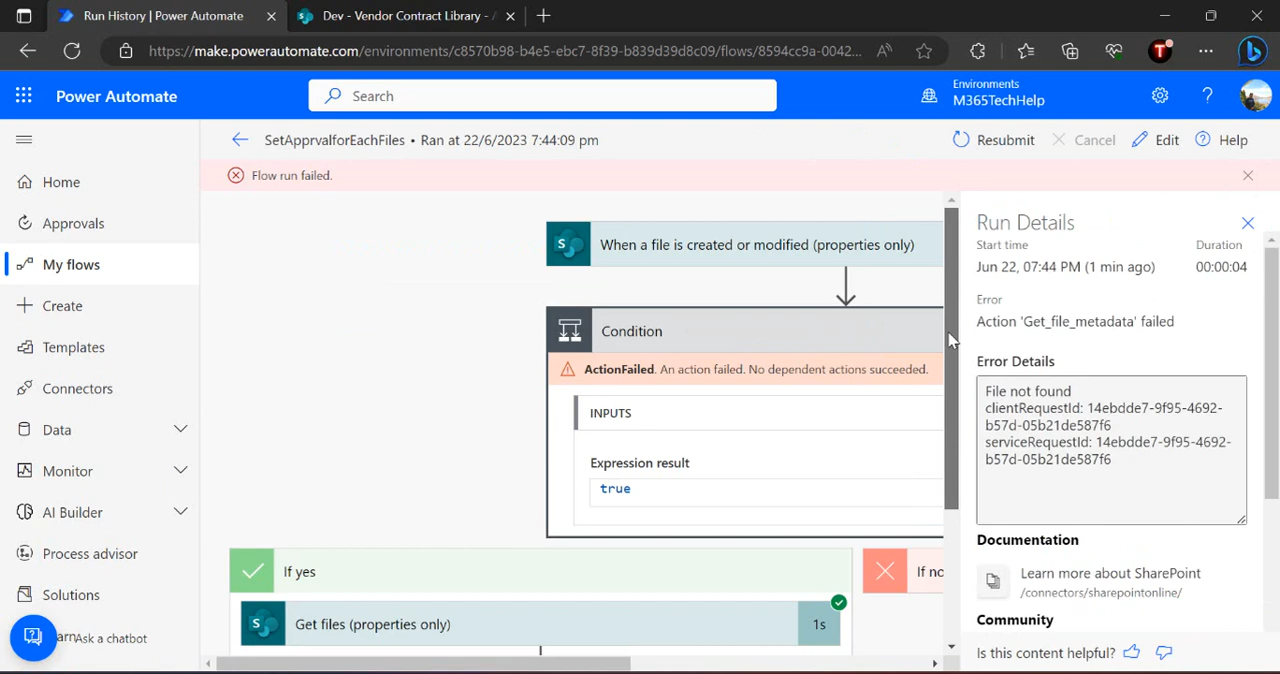 Run History | Power Automate
Dev - Vendor Contract Library - /
https://make.powerautomate.com/environments/c8570b98-b4e5-ebc7-8f39-b839d39d8c09/flows/8594cc9a-0042...
Power Automate
Search
Environments
M365TechHelp
SetApprvalforEachFiles • Ran at 22/6/2023 7:44:09 pm
Resubmit
Cancel
Edit
Help
Flow run failed.
Home
Approvals
My flows
Create
Templates
Connectors
Data
Monitor
AI Builder
Process advisor
Solutions
Ask a chatbot
When a file is created or modified (properties only)
Condition
ActionFailed. An action failed. No dependent actions succeeded.
INPUTS
Expression result
true
If yes
If no
Get files (properties only)
1s
Run Details
Start time
Duration
Jun 22, 07:44 PM (1 min ago)
00:00:04
Error
Action 'Get_file_metadata' failed
Error Details
File not found
clientRequestId: 14ebdde7-9f95-4692-
b57d-05b21de587f6
serviceRequestId: 14ebdde7-9f95-4692-
b57d-05b21de587f6
Documentation
Learn more about SharePoint
/connectors/sharepointonline/
Community
Is this content helpful?